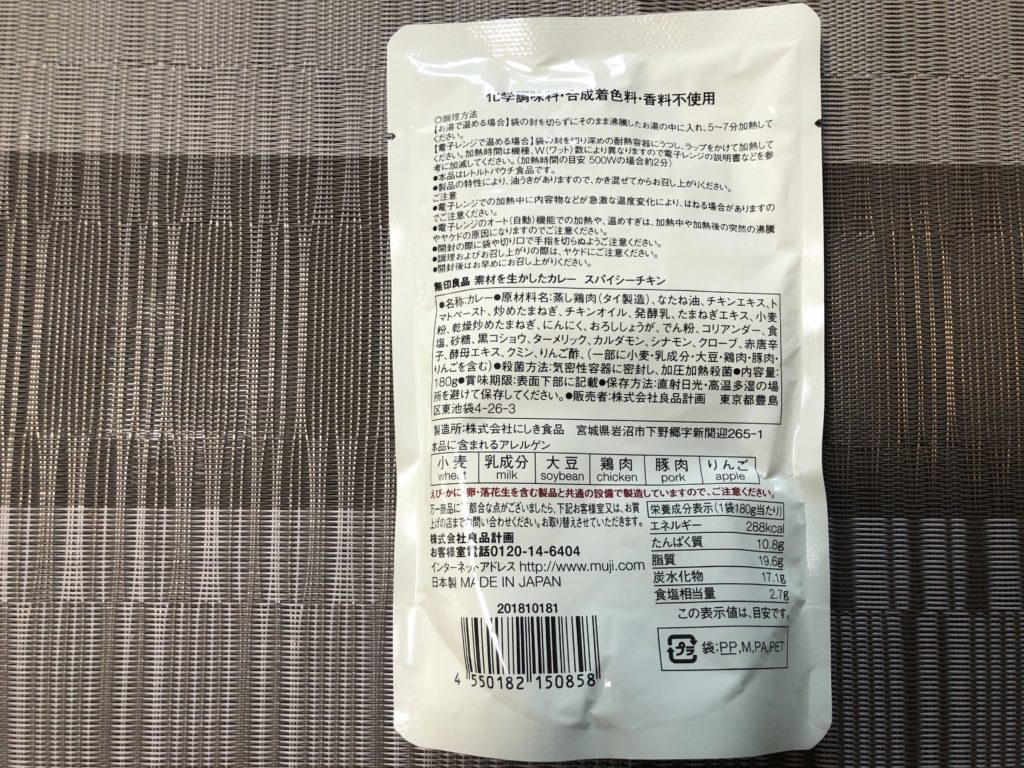 化学調味料・合成着色料・香料不使用
◎調理方法
【お湯で温める場合】袋の封を切らずにそのまま沸騰したお湯の中に入れ、5〜7分加熱して
ください。
【電子レンジで温める場合】袋の封を切り深めの耐熱容器にうつし、ラップをかけて加熱して
ください。加熱時間は機種、W(ワット)数により異なりますので電子レンジの説明書などを参
考に加減してください。(加熱時間の目安 500Wの場合約2分)
●本品はレトルトパウチ食品です。
●製品の特性により、油うきがありますので、かき混ぜてからお召し上がりください。
ご注意
●電子レンジでの加熱中に内容物などが急激な温度変化により、はねる場合がありますの
でご注意ください。
●電子レンジのオート(自動)機能での加熱や、温めすぎは、加熱中や加熱後の突然の沸騰
やヤケドの原因になりますのでご注意ください。
●開封の際に袋や切り口で手指を切らぬようご注意ください。
●調理およびお召し上がりの際は、ヤケドにご注意ください。
●開封後はお早めにお召し上がりください。
無印良品 素材を生かしたカレー スパイシーチキン
●名称:カレー●原材料名:蒸し鶏肉(タイ製造)、なたね油、チキンエキス、ト
マトペースト、炒めたまねぎ、チキンオイル、発酵乳、たまねぎエキス、小麦
粉、乾燥炒めたまねぎ、にんにく、おろししょうが、でん粉、コリアンダー、食
塩、砂糖、黒コショウ、ターメリック、カルダモン、シナモン、クローブ、赤唐辛
子、酵母エキス、クミン、りんご酢、(一部に小麦・乳成分・大豆・鶏肉・豚肉・
りんごを含む)●殺菌方法:気密性容器に密封し、加圧加熱殺菌●内容量:
180g●賞味期限:表面下部に記載●保存方法:直射日光・高温多湿の場
所を避けて保存してください。●販売者:株式会社良品計画 東京都豊島
区東池袋4-26-3
製造所:株式会社にしき食品 宮城県岩沼市下野郷字新関迎265-1
本品に含まれるアレルゲン
小麦 乳成分 大豆 鶏肉 豚肉 りんご
wheat milk soybean chicken pork apple
えび・かに・卵・落花生を含む製品と共通の設備で製造していますので、ご注意ください。
万一商品に不都合な点がございましたら、下記お客様室又は、お買
上げの店までお問い合わせください。お取り替えさせていただきます。
株式会社良品計画
お客様室電話0120-14-6404
インターネットアドレス http://www.muji.com
日本製 MADE IN JAPAN
栄養成分表示(1袋180g当たり)
エネルギー 288kcal
たんぱく質 10.8g
脂質 19.6g
炭水化物 17.1g
食塩相当量 2.7g
この表示値は、目安です。
201810181
4 550182 150858
プラ 袋:PP,M,PA,PET